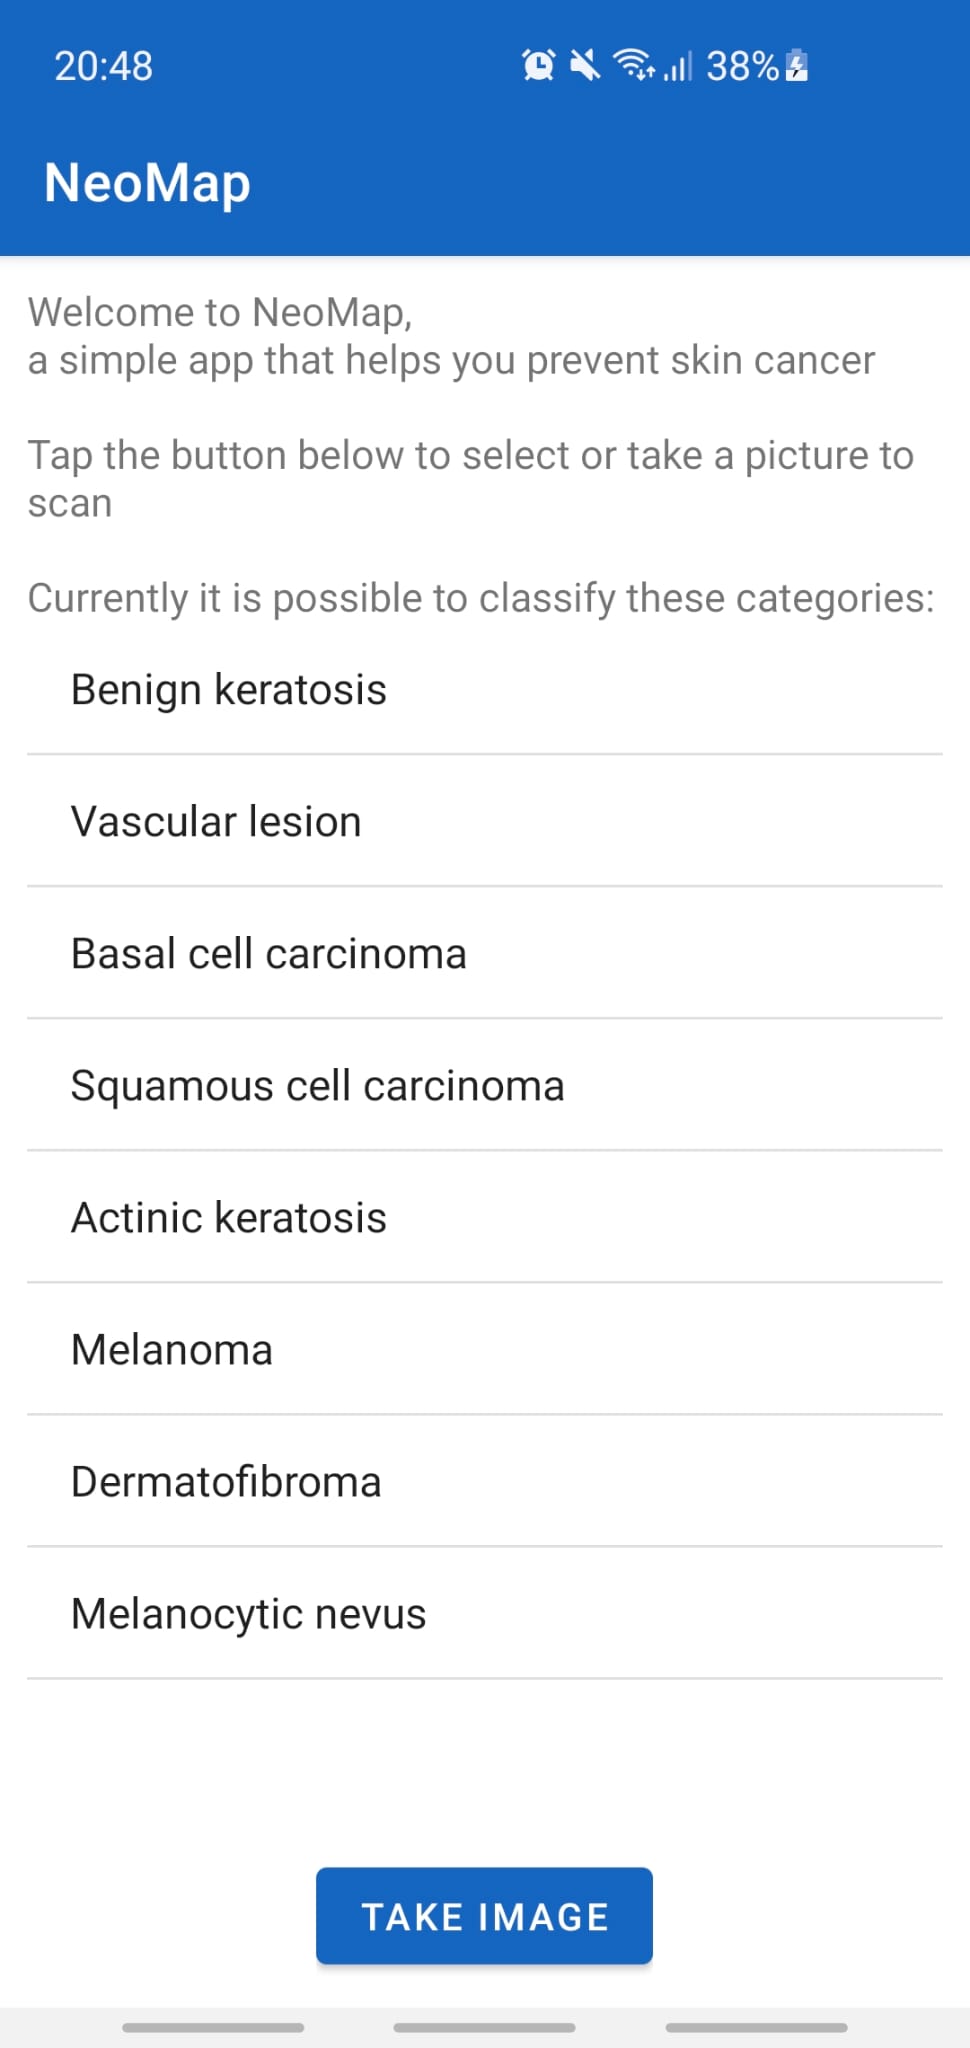 20:48
38%
NeoMap
Welcome to NeoMap,
a simple app that helps you prevent skin cancer
Tap the button below to select or take a picture to
scan
Currently it is possible to classify these categories:
Benign keratosis
Vascular lesion
Basal cell carcinoma
Squamous cell carcinoma
Actinic keratosis
Melanoma
Dermatofibroma
Melanocytic nevus
TAKE IMAGE